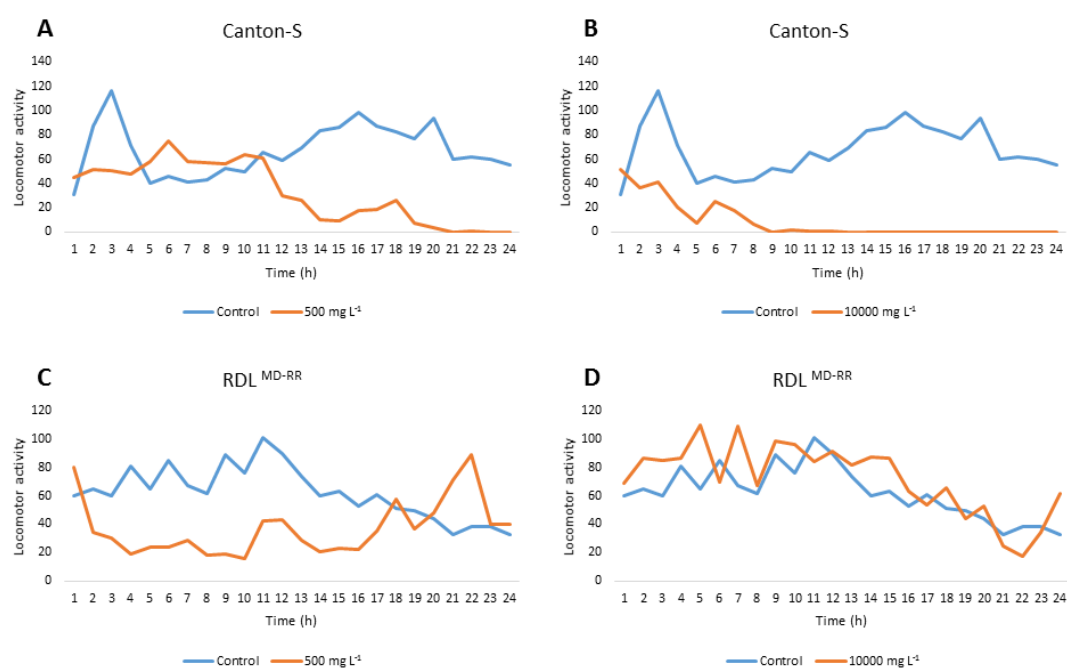 A
Canton-S
140
120
100
80
60
40
20
0
Locomotor activity
1 2 3 4 5 6 7 8 9 10 11 12 13 14 15 16 17 18 19 20 21 22 23 24
Time (h)
Control 500 mg L⁻¹
B
Canton-S
140
120
100
80
60
40
20
0
Locomotor activity
1 2 3 4 5 6 7 8 9 10 11 12 13 14 15 16 17 18 19 20 21 22 23 24
Time (h)
Control 10000 mg L⁻¹
C
RDL MD-RR
120
100
80
60
40
20
0
Locomotor activity
1 2 3 4 5 6 7 8 9 10 11 12 13 14 15 16 17 18 19 20 21 22 23 24
Time (h)
Control 500 mg L⁻¹
D
RDL MD-RR
120
100
80
60
40
20
0
Locomotor activity
1 2 3 4 5 6 7 8 9 10 11 12 13 14 15 16 17 18 19 20 21 22 23 24
Time (h)
Control 10000 mg L⁻¹